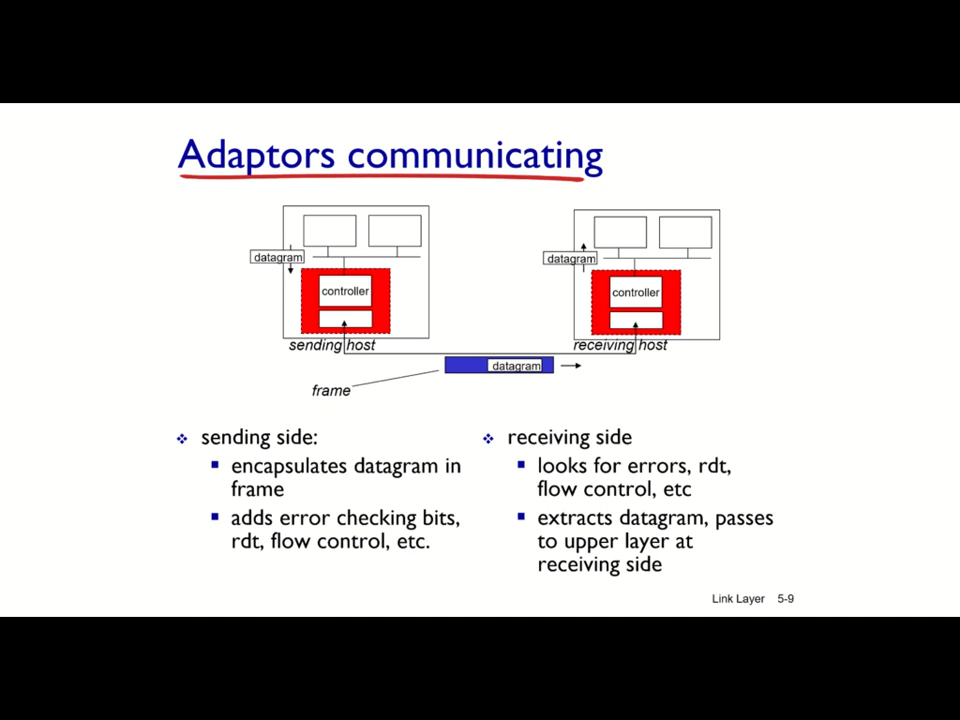 Adaptors communicating
datagram
controller
sending host
datagram
controller
receiving host
datagram
frame
❖ sending side:
▪ encapsulates datagram in
frame
▪ adds error checking bits,
rdt, flow control, etc.
❖ receiving side
▪ looks for errors, rdt,
flow control, etc
▪ extracts datagram, passes
to upper layer at
receiving side
Link Layer 5-9